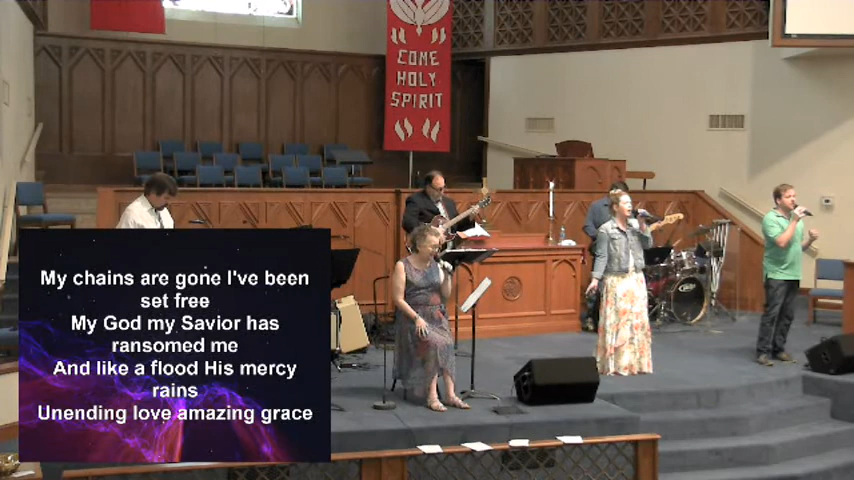 COME
HOLY
SPIRIT
My chains are gone I've been
set free
My God my Savior has
ransomed me
And like a flood His mercy
rains
Unending love amazing grace